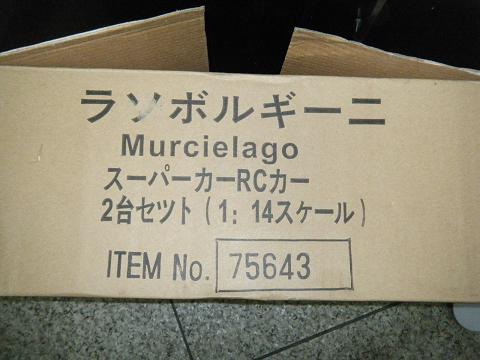 ラソボルギーニ
Murcielago
スーパーカーRCカー
2台セット(1:14スケール)
ITEM No. 75643